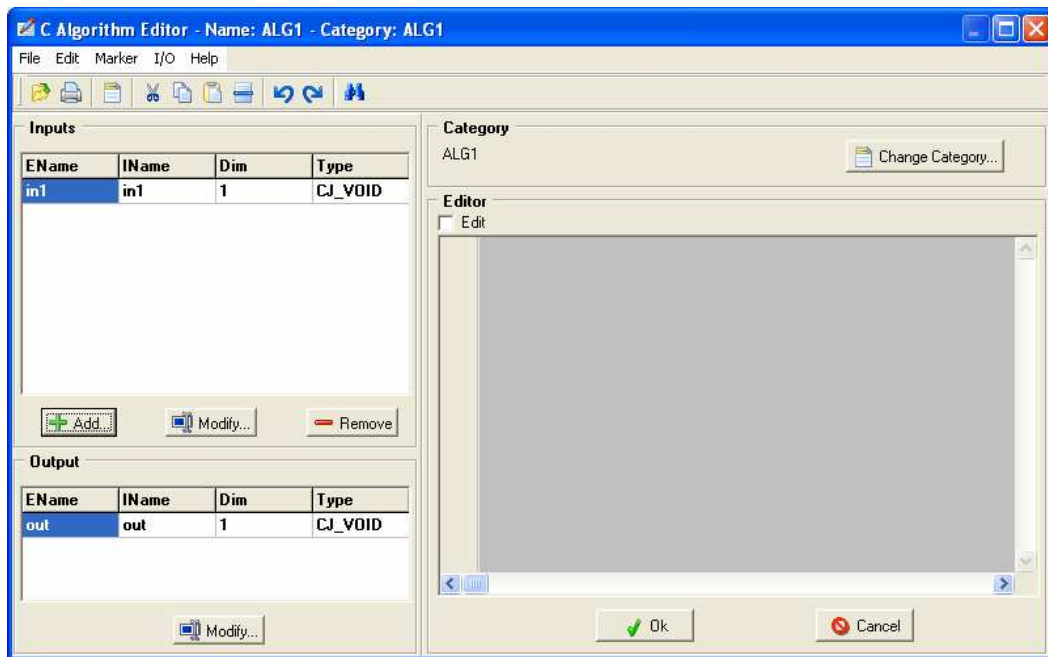 C Algorithm Editor - Name: ALG1 - Category: ALG1
File Edit Marker I/O Help
Inputs
EName IName Dim Type
in1 in1 1 CJ_VOID
Add...
Modify...
Remove
Output
EName IName Dim Type
out out 1 CJ_VOID
Modify...
Category
ALG1
Change Category...
Editor
Edit
Ok
Cancel